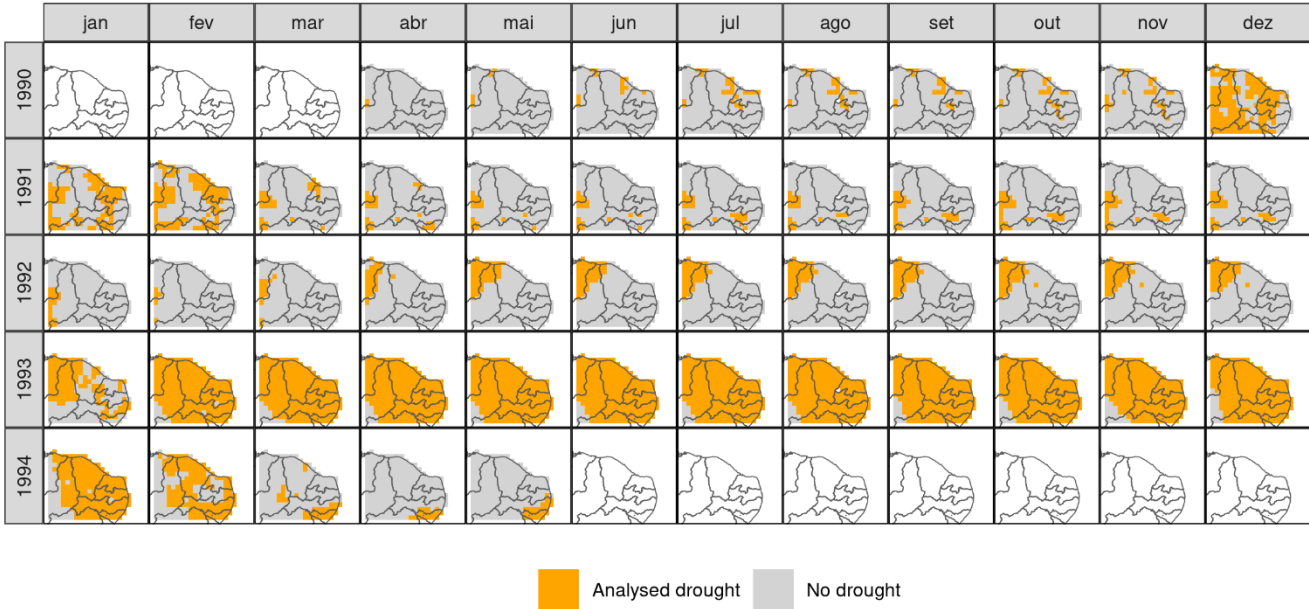 jan fev mar abr mai jun jul ago set out nov dez
1990
1991
1992
1993
1994
Analysed drought No drought